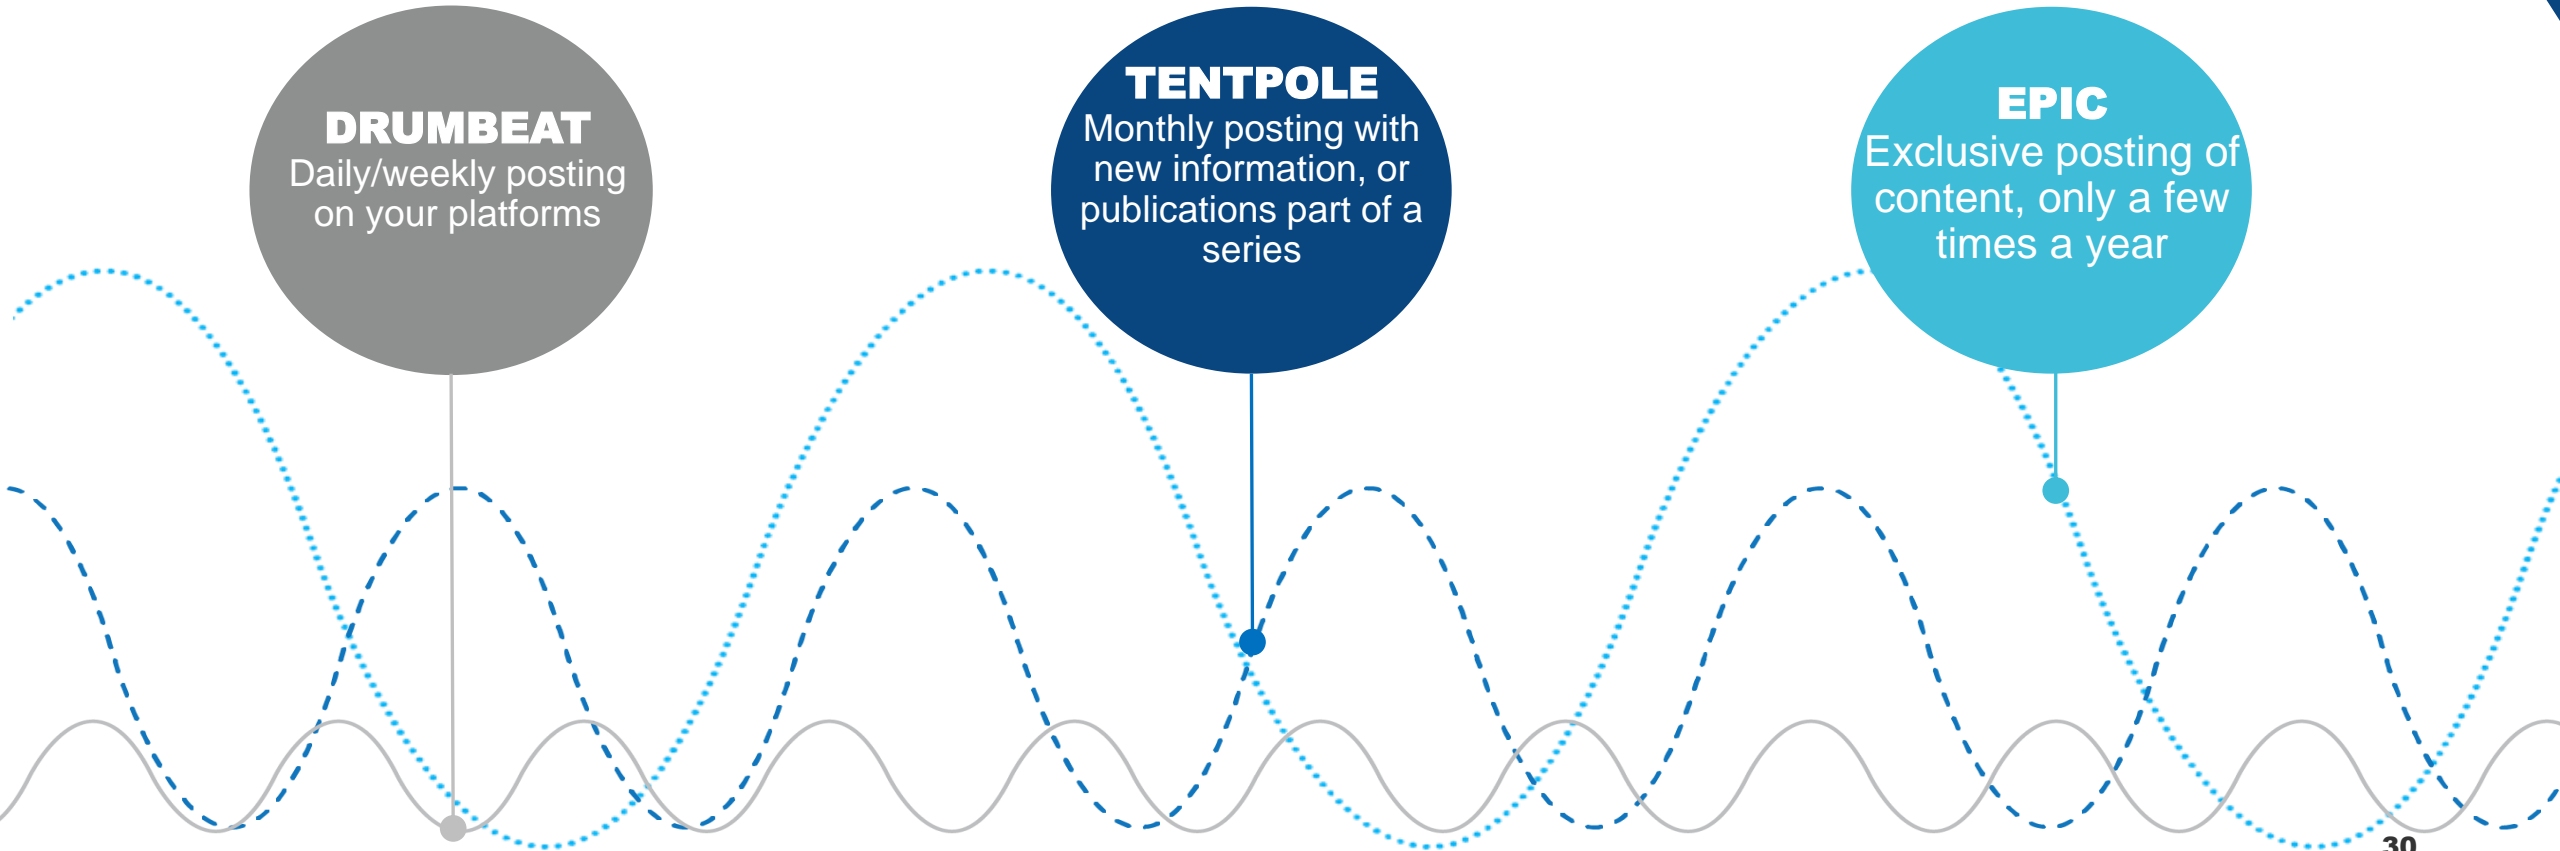 DRUMBEAT
Daily/weekly posting
on your platforms
TENTPOLE
Monthly posting with
new information, or
publications part of a
series
EPIC
Exclusive posting of
content, only a few
times a year
30